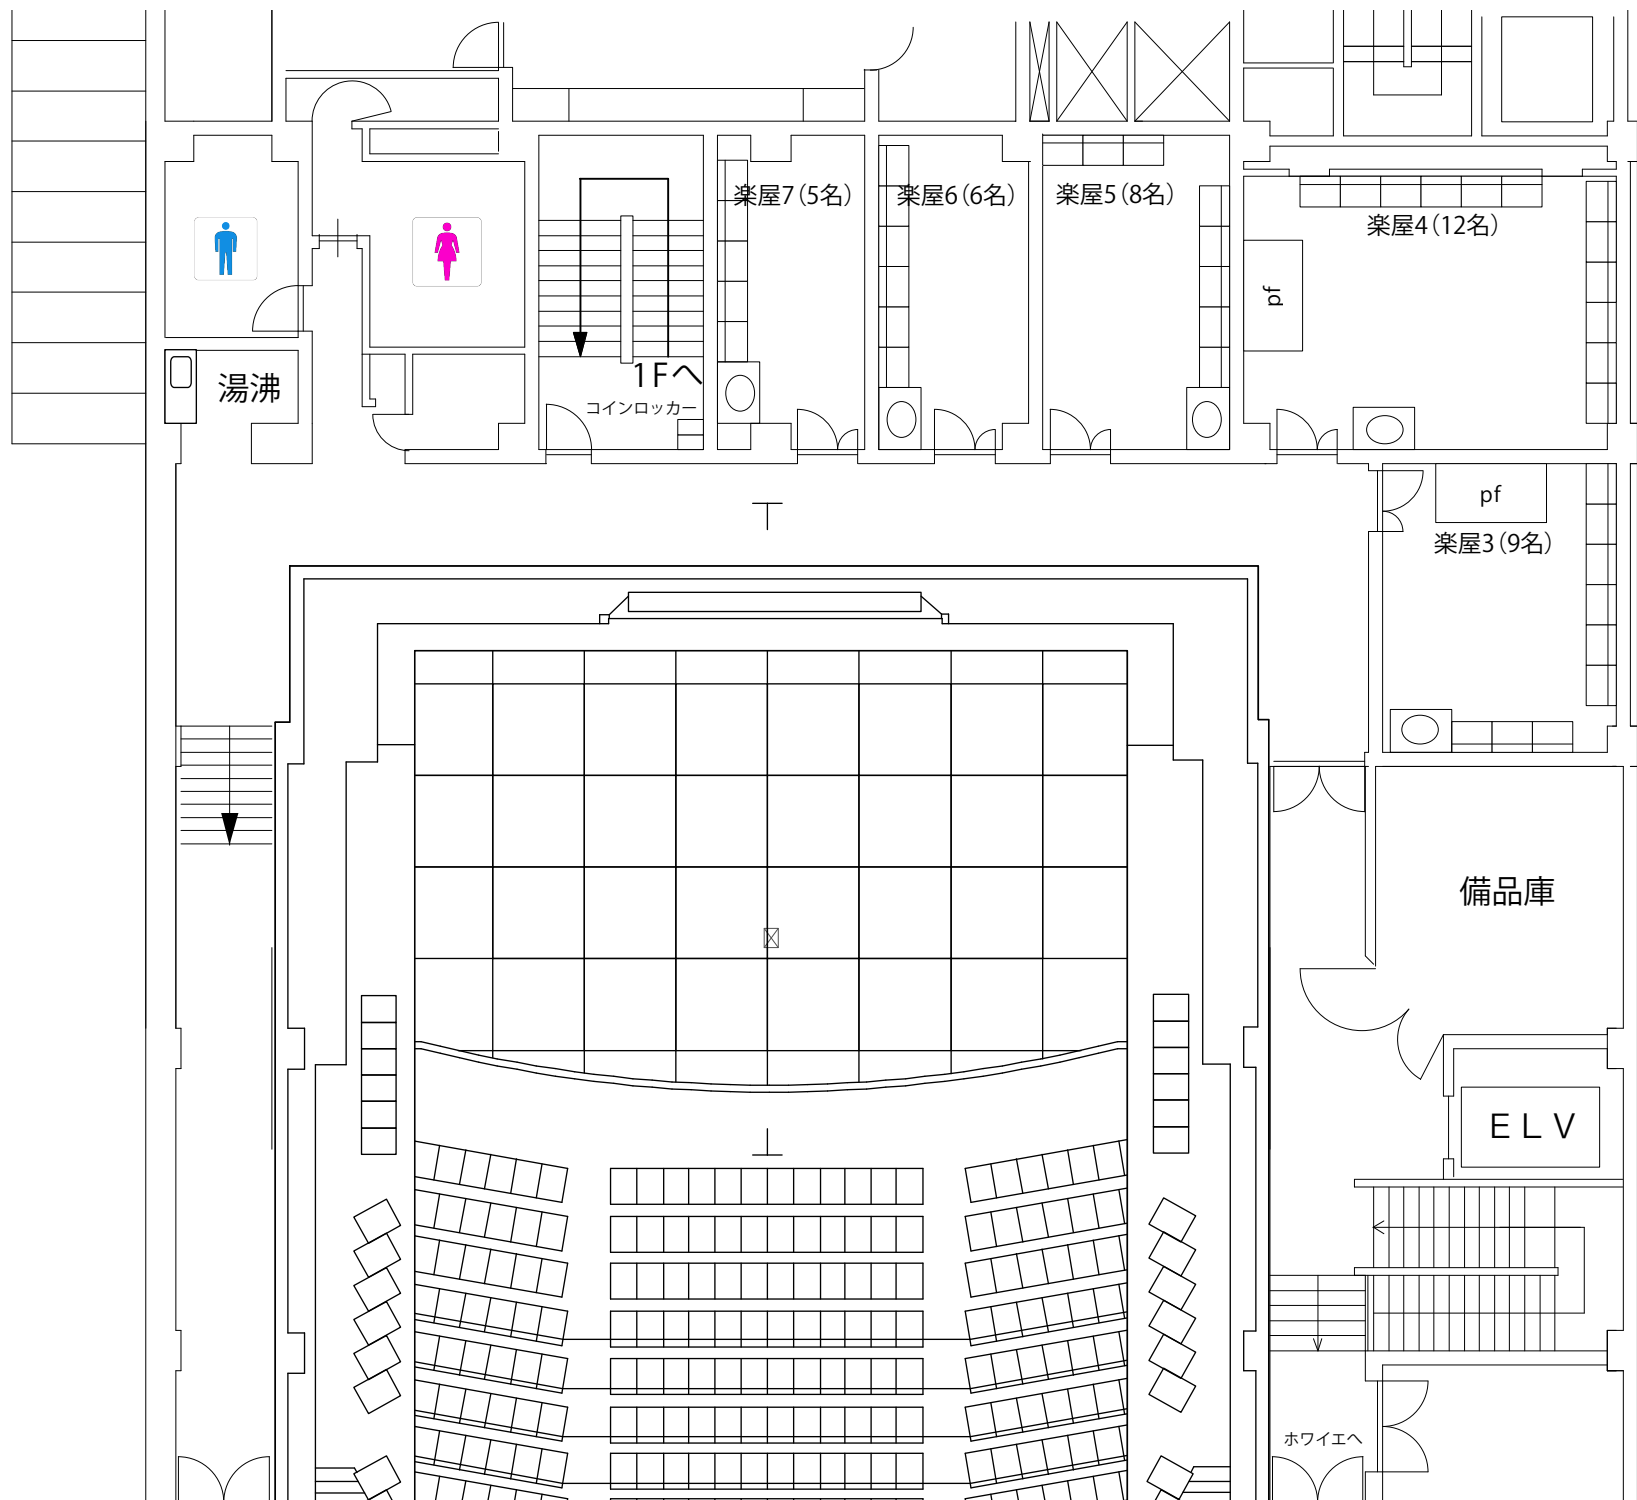 楽屋7（5名）
楽屋6（6名）
楽屋5（8名）
楽屋4（12名）
pf
湯沸
1Fへ
コインロッカー
pf
楽屋3（9名）
備品庫
ＥＬＶ
ホワイエへ